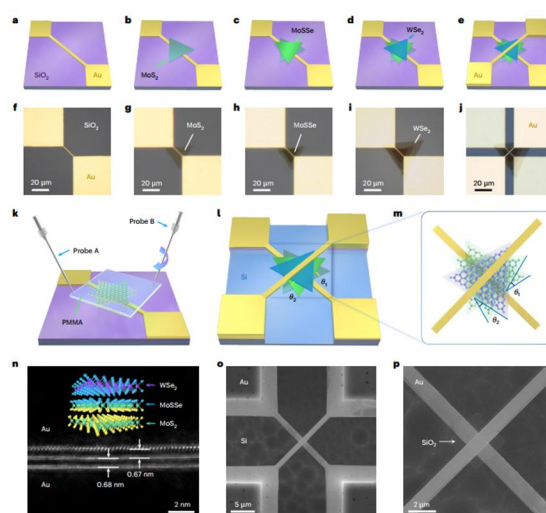 a
b
c
d
e
MoSSe
WSe₂
SiO₂
Au
MoS₂
Au
f
g
h
i
j
SiO₂
MoS₂
MoSSe
WSe₂
Au
Au
20 µm
20 µm
20 µm
20 µm
20 µm
k
l
m
Probe B
Probe A
Si
θ₁
θ₂
θ₁
θ₂
PMMA
n
o
p
WSe₂
MoSSe
MoS₂
Au
Au
Au
Si
SiO₂
0.67 nm
0.68 nm
Au
2 nm
5 µm
2 µm